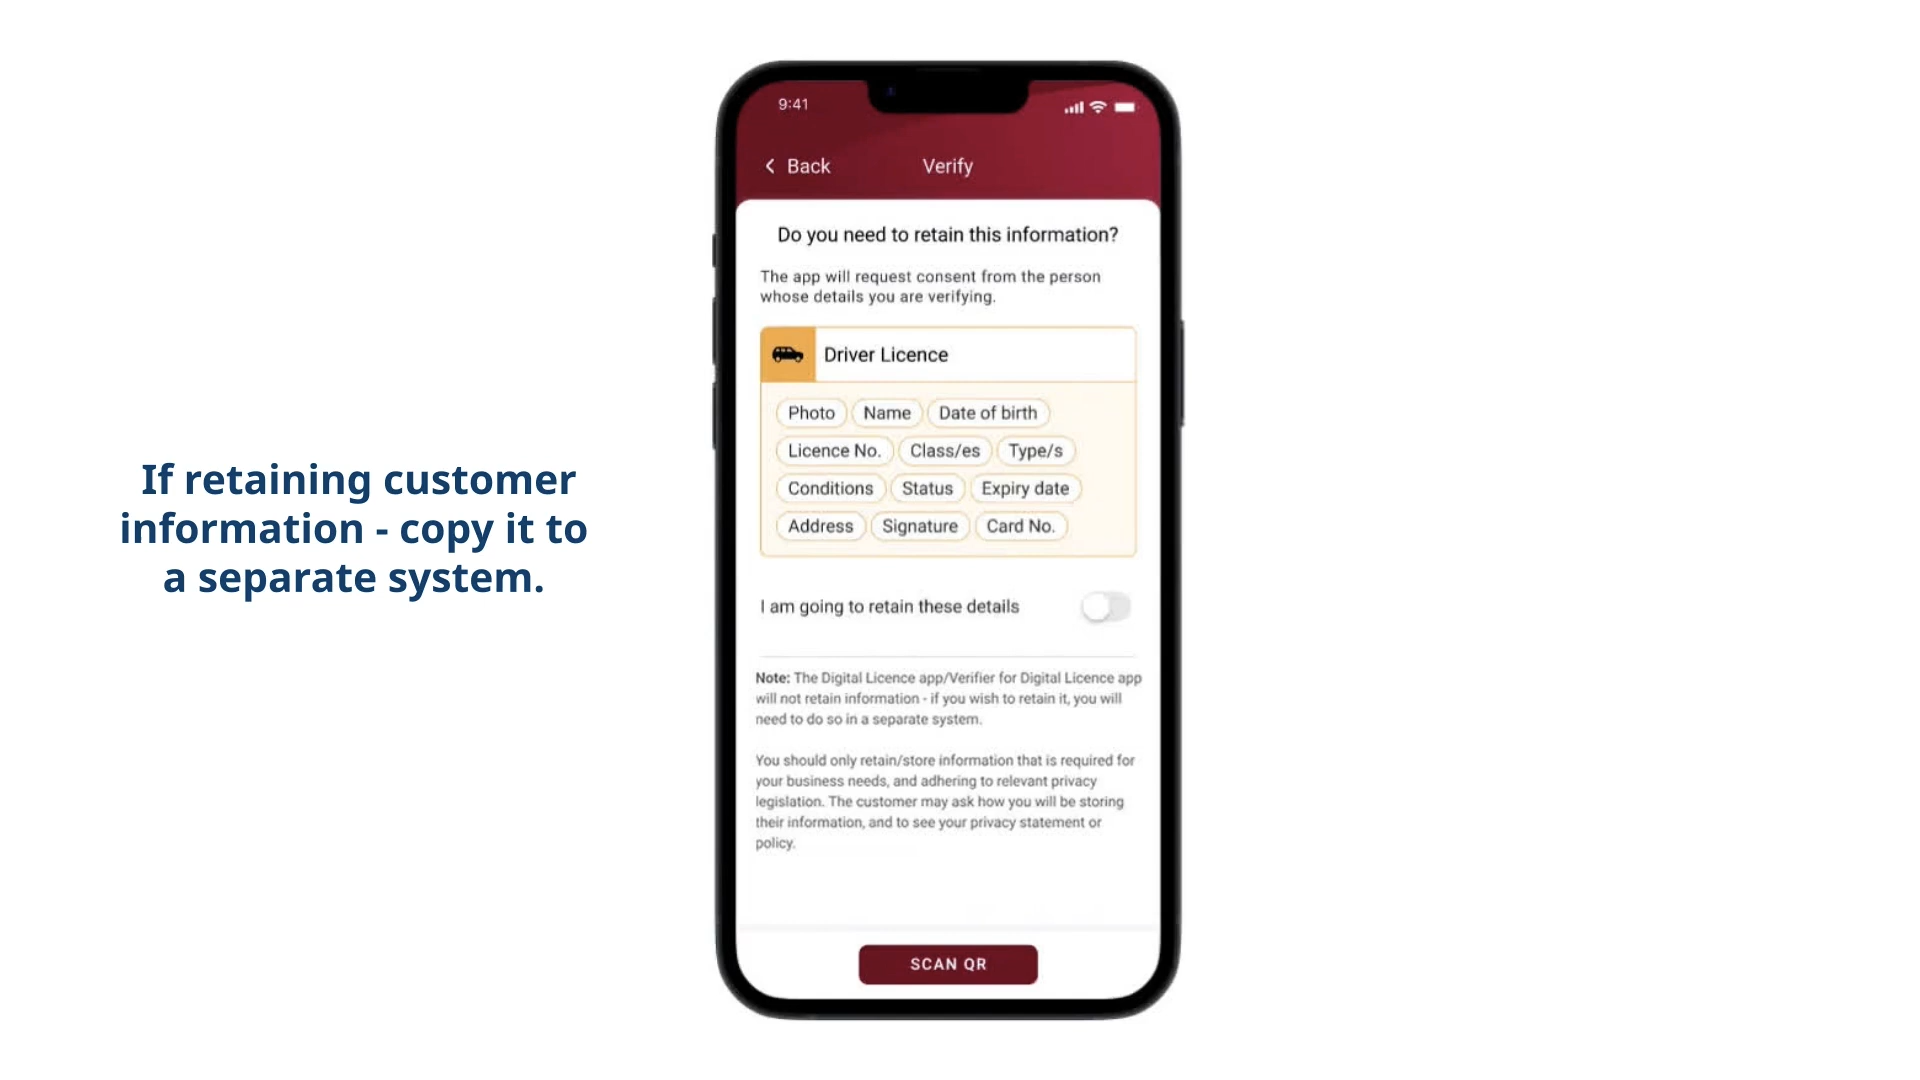 If retaining customer
information - copy it to
a separate system.
9:41
Back
Verify
Do you need to retain this information?
The app will request consent from the person
whose details you are verifying.
Driver Licence
Photo Name Date of birth
Licence No. Class/es Type/s
Conditions Status Expiry date
Address Signature Card No.
I am going to retain these details
Note: The Digital Licence app/Verifier for Digital Licence app
will not retain information - if you wish to retain it, you will
need to do so in a separate system.
You should only retain/store information that is required for
your business needs, and adhering to relevant privacy
legislation. The customer may ask how you will be storing
their information, and to see your privacy statement or
policy.
SCAN QR